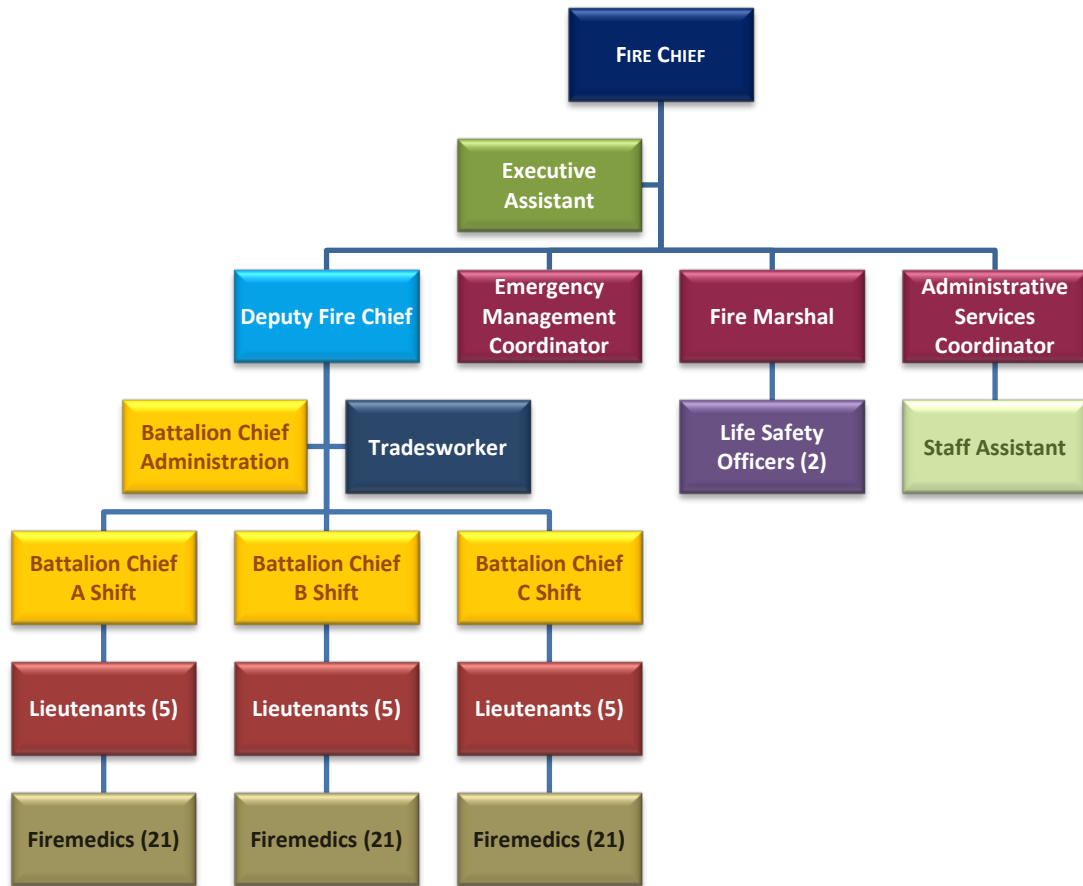 FIRE CHIEF
Executive
Assistant
Deputy Fire Chief
Emergency
Management
Coordinator
Fire Marshal
Administrative
Services
Coordinator
Battalion Chief
Administration
Tradesworker
Life Safety
Officers (2)
Staff Assistant
Battalion Chief
A Shift
Battalion Chief
B Shift
Battalion Chief
C Shift
Lieutenants (5)
Lieutenants (5)
Lieutenants (5)
Firemedics (21)
Firemedics (21)
Firemedics (21)